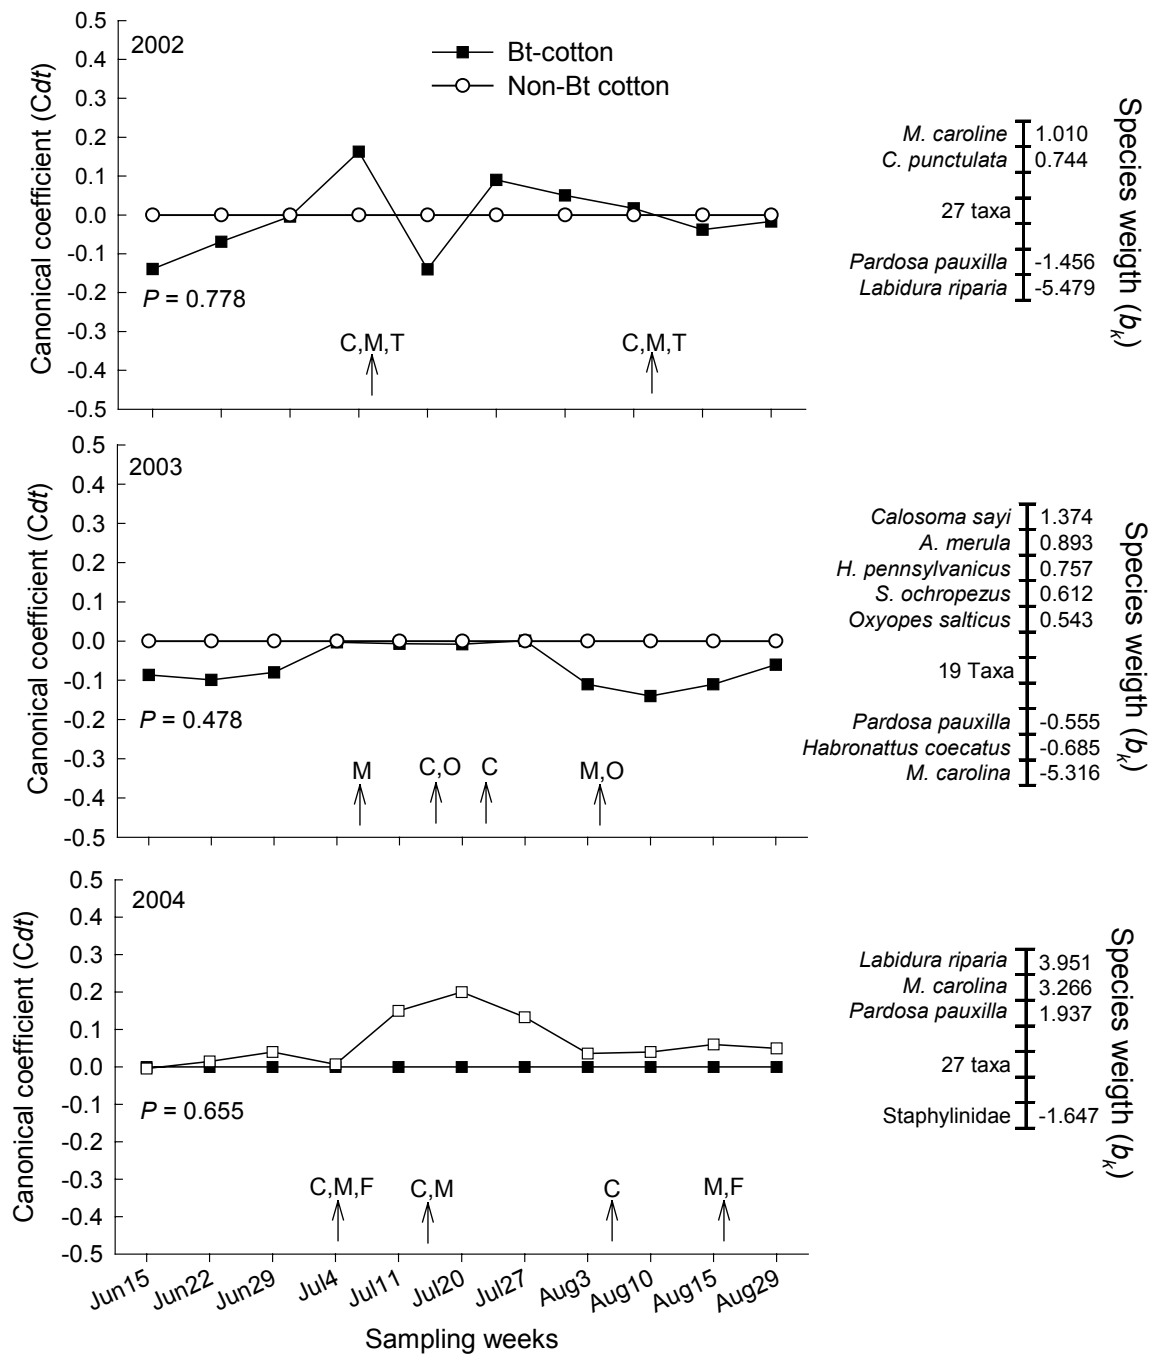 0.5
0.4
0.3
0.2
0.1
0.0
-0.1
-0.2
-0.3
-0.4
-0.5
Canonical coefficient (Cdt)
2002
Bt-cotton
Non-Bt cotton
P = 0.778
C,M,T
C,M,T
M. caroline 1.010
C. punctulata 0.744
27 taxa
Pardosa pauxilla -1.456
Labidura riparia -5.479
Species weigth (bk)
0.5
0.4
0.3
0.2
0.1
0.0
-0.1
-0.2
-0.3
-0.4
-0.5
Canonical coefficient (Cdt)
2003
P = 0.478
M
C,O
C
M,O
Calosoma sayi 1.374
A. merula 0.893
H. pennsylvanicus 0.757
S. ochropezus 0.612
Oxyopes salticus 0.543
19 Taxa
Pardosa pauxilla -0.555
Habronattus coecatus -0.685
M. carolina -5.316
Species weigth (bk)
0.5
0.4
0.3
0.2
0.1
0.0
-0.1
-0.2
-0.3
-0.4
-0.5
Canonical coefficient (Cdt)
2004
P = 0.655
C,M,F
C,M
C
M,F
Labidura riparia 3.951
M. carolina 3.266
Pardosa pauxilla 1.937
27 taxa
Staphylinidae -1.647
Species weigth (bk)
Jun15
Jun22
Jun29
Jul4
Jul11
Jul20
Jul27
Aug3
Aug10
Aug15
Aug29
Sampling weeks